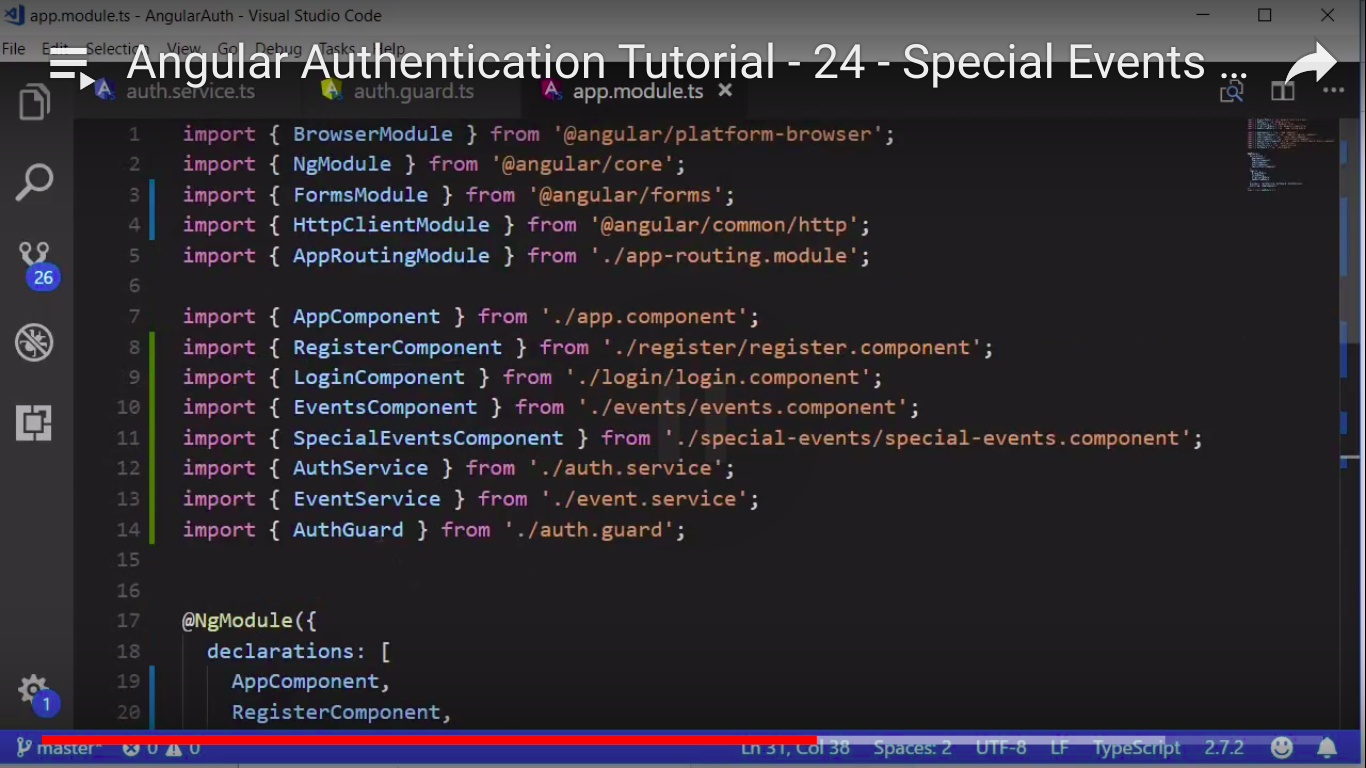 app.module.ts - AngularAuth - Visual Studio Code
File Edit Selection View Go Debug Tasks Help
Angular Authentication Tutorial - 24 - Special Events ...
auth.service.ts auth.guard.ts app.module.ts
1 import { BrowserModule } from '@angular/platform-browser';
2 import { NgModule } from '@angular/core';
3 import { FormsModule } from '@angular/forms';
4 import { HttpClientModule } from '@angular/common/http';
5 import { AppRoutingModule } from './app-routing.module';
6
7 import { AppComponent } from './app.component';
8 import { RegisterComponent } from './register/register.component';
9 import { LoginComponent } from './login/login.component';
10 import { EventsComponent } from './events/events.component';
11 import { SpecialEventsComponent } from './special-events/special-events.component';
12 import { AuthService } from './auth.service';
13 import { EventService } from './event.service';
14 import { AuthGuard } from './auth.guard';
15
16
17 @NgModule({
18 declarations: [
19 AppComponent,
20 RegisterComponent,
26
1
master* 0 0 Ln 31, Col 38 Spaces: 2 UTF-8 LF TypeScript 2.7.2